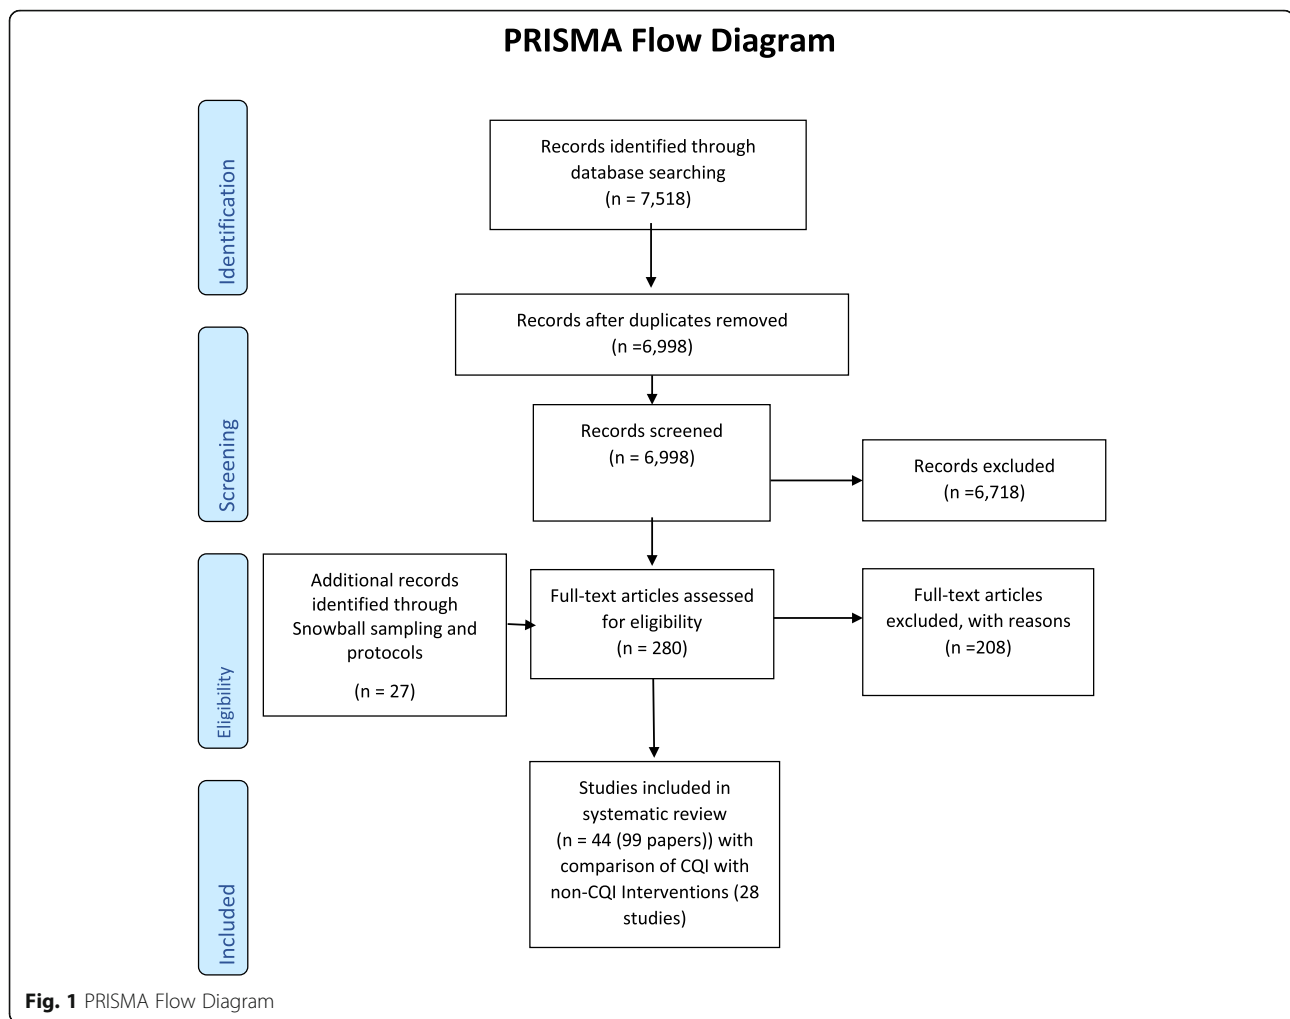 PRISMA Flow Diagram
Identification
Records identified through
database searching
(n = 7,518)
Records after duplicates removed
(n =6,998)
Screening
Records screened
(n = 6,998)
Records excluded
(n =6,718)
Eligibility
Additional records
identified through
Snowball sampling and
protocols
(n = 27)
Full-text articles assessed
for eligibility
(n = 280)
Full-text articles
excluded, with reasons
(n =208)
Included
Studies included in
systematic review
(n = 44 (99 papers)) with
comparison of CQI with
non-CQI Interventions (28
studies)
Fig. 1 PRISMA Flow Diagram